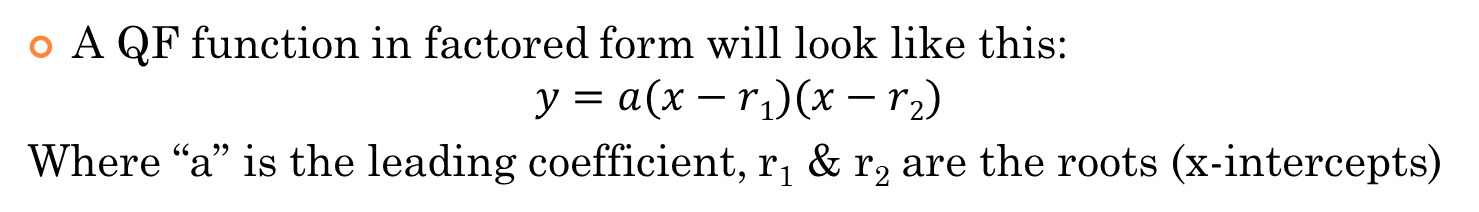 A QF function in factored form will look like this:
y = a(x − r₁)(x − r₂)
Where “a” is the leading coefficient, r₁ & r₂ are the roots (x-intercepts)